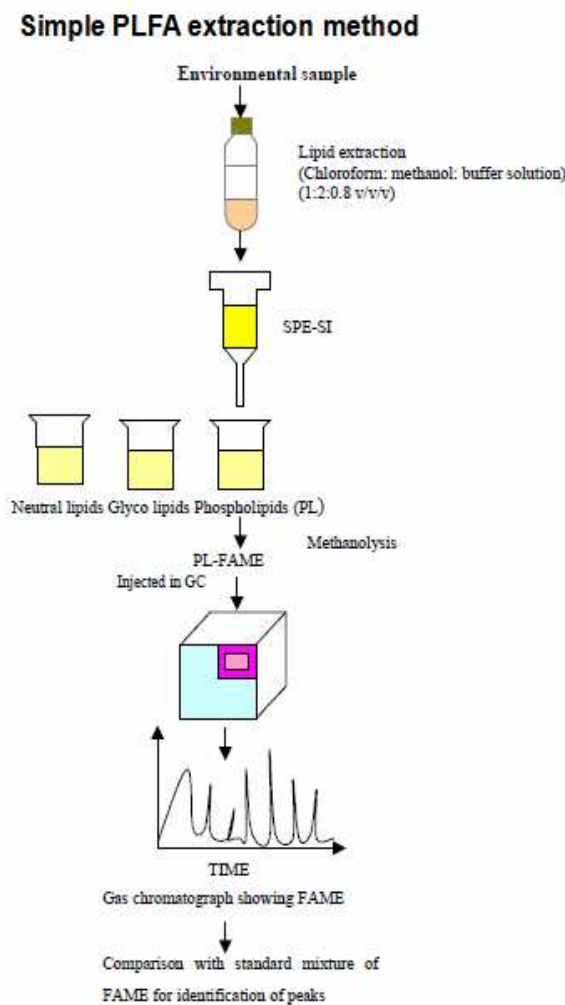 Simple PLFA extraction method
Environmental sample
Lipid extraction
(Chloroform: methanol: buffer solution)
(1:2:0.8 v/v/v)
SPE-SI
Neutral lipids Glyco lipids Phospholipids (PL)
Methanolysis
PL-FAME
Injected in GC
TIME
Gas chromatograph showing FAME
Comparison with standard mixture of
FAME for identification of peaks